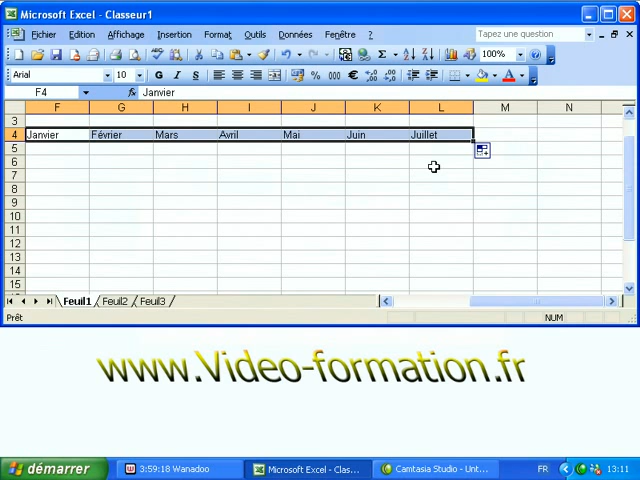 Microsoft Excel - Classeur1
Fichier Edition Affichage Insertion Format Outils Données Fenêtre ? Tapez une question
100%
Arial 10 G I S % 000 €
F4 fx Janvier
F G H I J K L M N
3
4 Janvier Février Mars Avril Mai Juin Juillet
5
6
7
8
9
10
11
12
13
14
15
Feuil1 Feuil2 Feuil3
Prêt NUM
www.Video-formation.fr
démarrer 3:59:18 Wanadoo Microsoft Excel - Clas... Camtasia Studio - Unt... FR 13:11